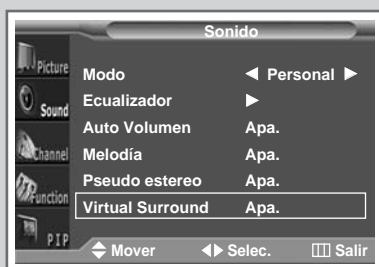 Sonido
Picture
Sound
Channel
Function
PIP
Modo ◀ Personal ▶
Ecualizador ▶
Auto Volumen Apa.
Melodía Apa.
Pseudo estereo Apa.
Virtual Surround Apa.
Mover Selec. Salir